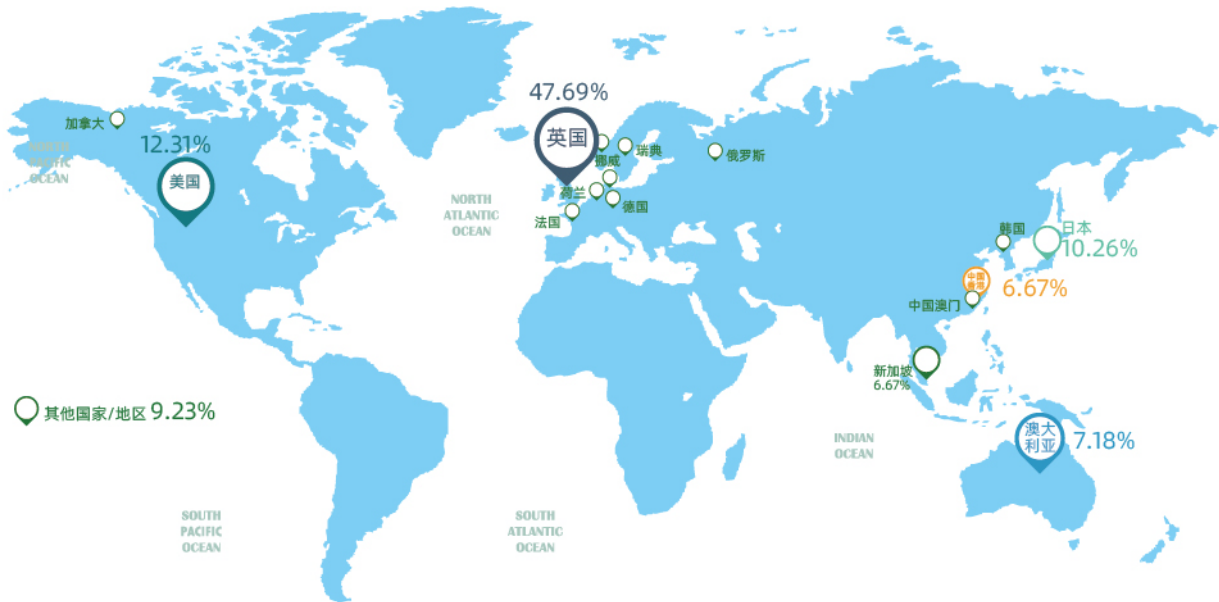 47.69%
英国
加拿大
12.31%
美国
NORTH
PACIFIC
OCEAN
挪威
瑞典
俄罗斯
荷兰
德国
法国
NORTH
ATLANTIC
OCEAN
韩国
日本
10.26%
中国
香港
6.67%
中国澳门
新加坡
6.67%
其他国家/地区 9.23%
澳大
利亚
7.18%
INDIAN
OCEAN
SOUTH
PACIFIC
OCEAN
SOUTH
ATLANTIC
OCEAN